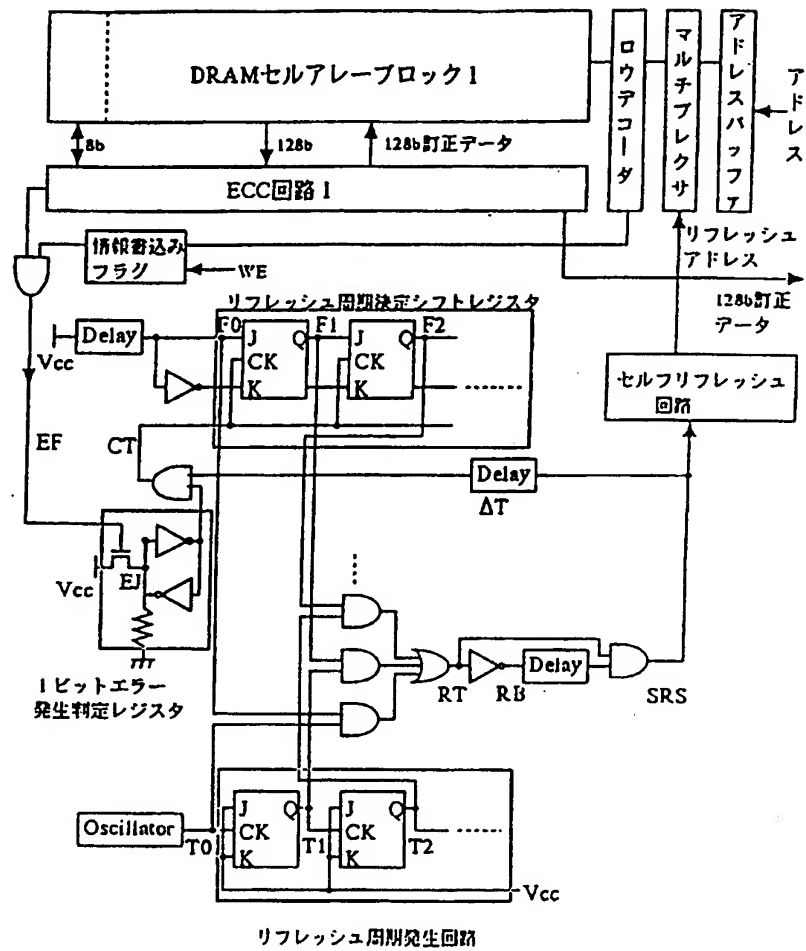 DRAMセルアレーブロック1
ロウデコータ
マルチプレクサ
アドレスバッファ
アドレス
8b
128b
128b訂正データ
ECC回路1
情報書込み
フラグ
WE
リフレッシュ
アドレス
128b訂正
データ
リフレッシュ周期決定シフトレジスタ
Vcc
Delay
F0
J
CK
K
Q
F1
J
CK
K
Q
F2
........
セルフリフレッシュ
回路
EF
CT
Delay
ΔT
Vcc
EJ
1ビットエラー
発生判定レジスタ
RT
RB
Delay
SRS
Oscillator
T0
J
CK
K
Q
T1
J
CK
K
Q
T2
......
Vcc
リフレッシュ周期発生回路